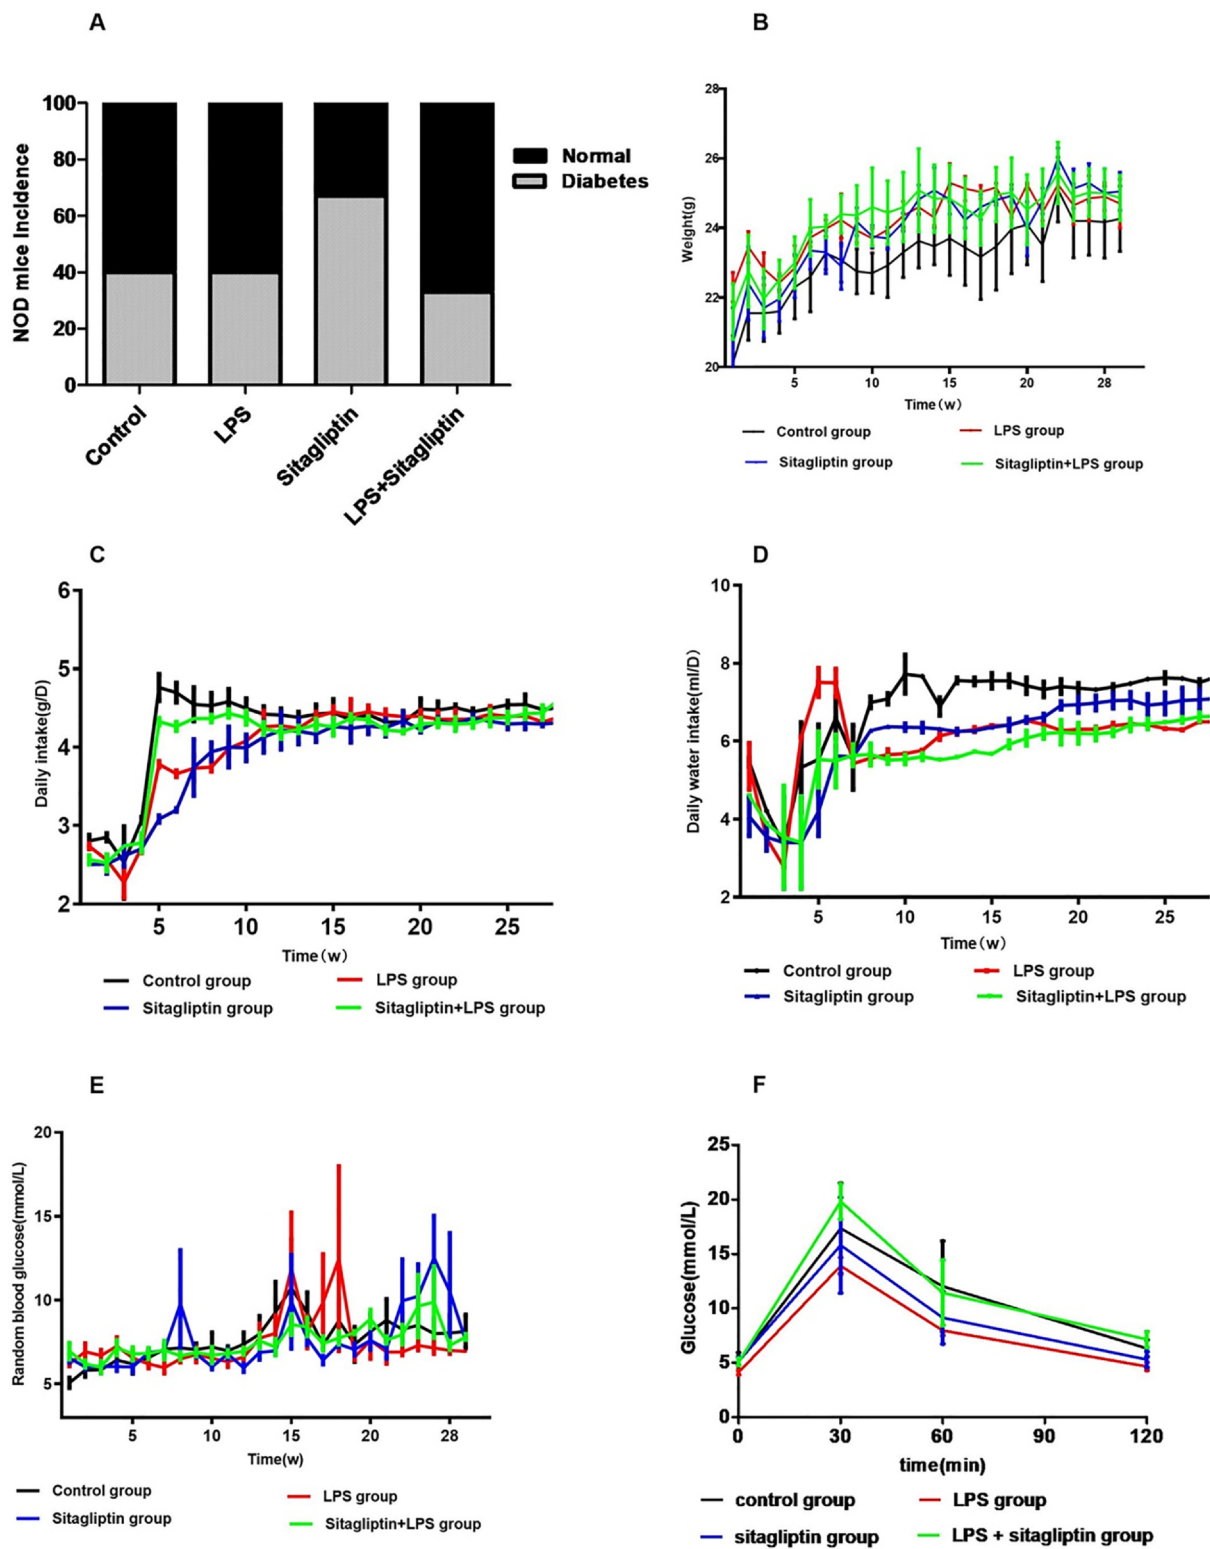 A
NOD mice Incidence
100
80
60
40
20
0
Control
LPS
Sitagliptin
LPS+Sitagliptin
Normal
Diabetes
B
Weight(g)
28
26
24
22
20
5 10 15 20 28
Time(w)
Control group LPS group
Sitagliptin group Sitagliptin+LPS group
C
Daily intake(g/D)
6
5
4
3
2
5 10 15 20 25
Time(w)
Control group LPS group
Sitagliptin group Sitagliptin+LPS group
D
Daily water intake(ml/D)
10
8
6
4
2
5 10 15 20 25
Time(w)
Control group LPS group
Sitagliptin group Sitagliptin+LPS group
E
Random blood glucose(mmol/L)
20
15
10
5
5 10 15 20 28
Time(w)
Control group LPS group
Sitagliptin group Sitagliptin+LPS group
F
Glucose(mmol/L)
25
20
15
10
5
0
0 30 60 90 120
time(min)
control group LPS group
sitagliptin group LPS + sitagliptin group